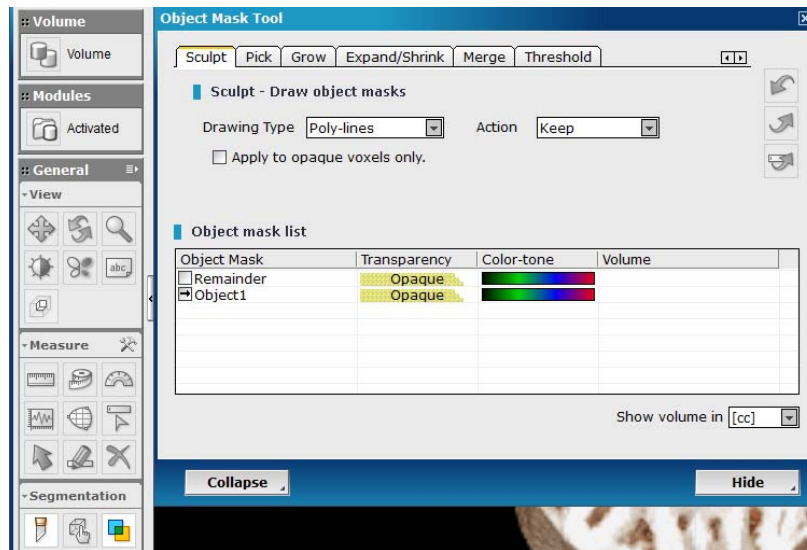 Volume
Volume
Modules
Activated
General
View
abc
Measure
Segmentation
Object Mask Tool
Sculpt Pick Grow Expand/Shrink Merge Threshold
Sculpt - Draw object masks
Drawing Type Poly-lines Action Keep
Apply to opaque voxels only.
Object mask list
Object Mask Transparency Color-tone Volume
Remainder Opaque
Object1 Opaque
Show volume in [cc]
Collapse Hide